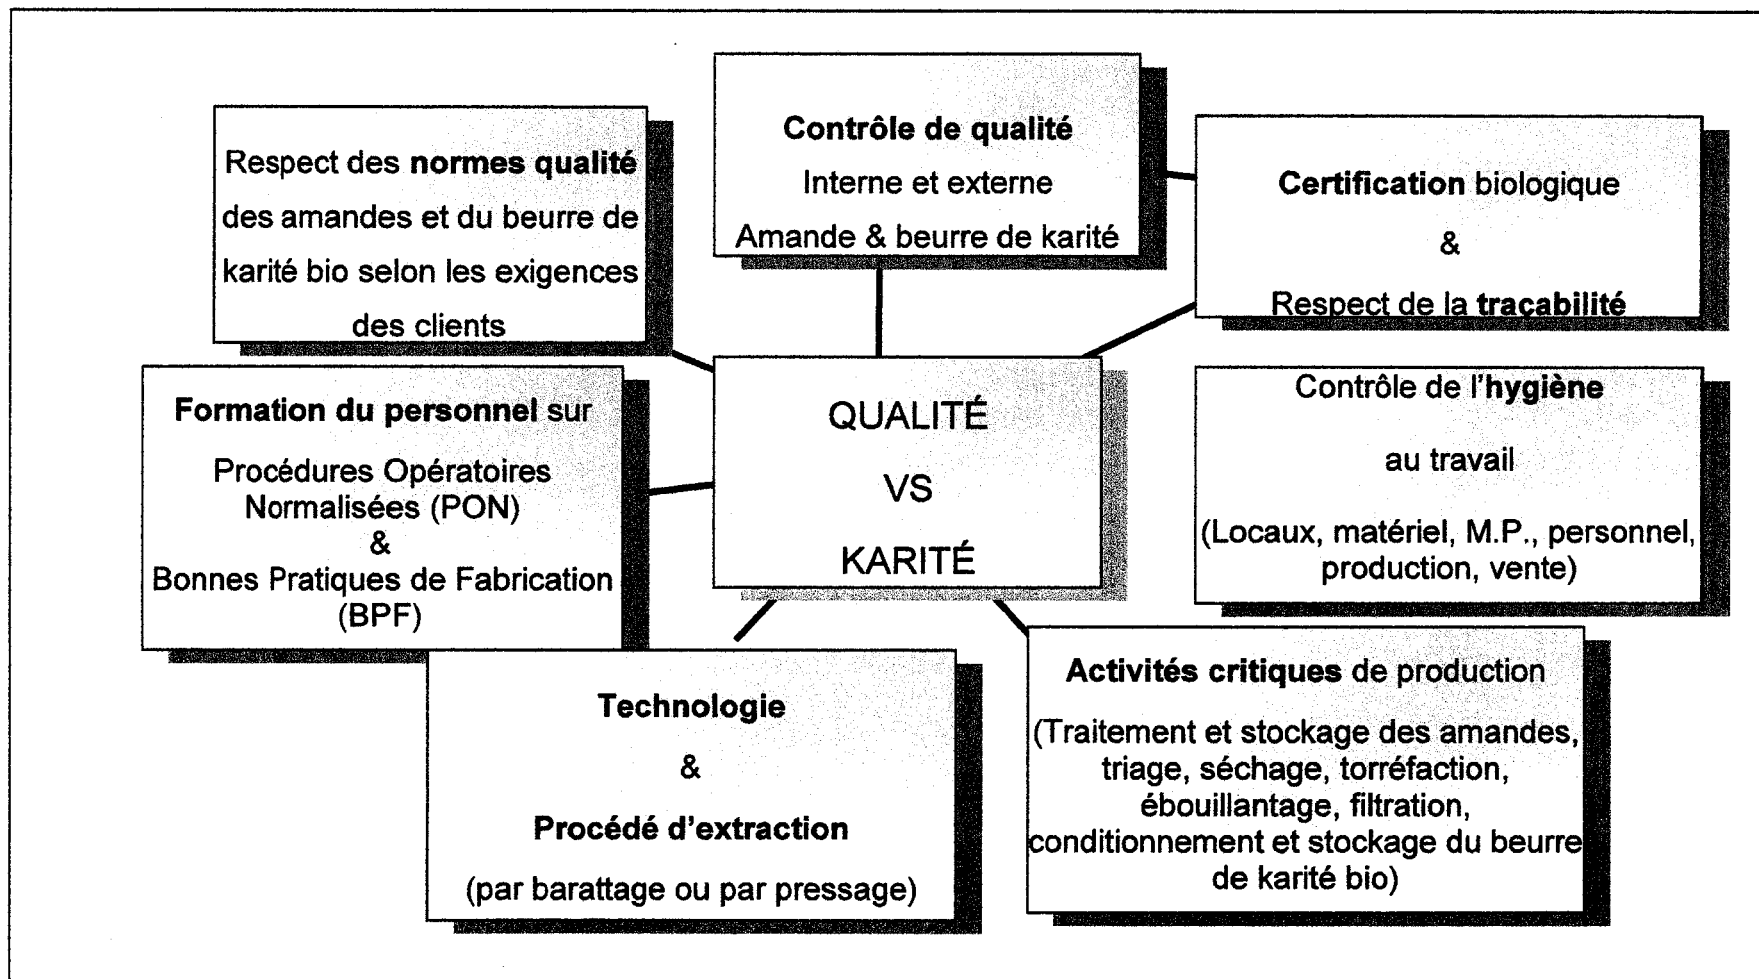 Contrôle de qualité
Interne et externe
Amande & beurre de karité
Respect des normes qualité
des amandes et du beurre de
karité bio selon les exigences
des clients
Certification biologique
&
Respect de la traçabilité
Formation du personnel sur
Procédures Opératoires
Normalisées (PON)
&
Bonnes Pratiques de Fabrication
(BPF)
QUALITÉ
VS
KARITÉ
Contrôle de l'hygiène
au travail
(Locaux, matériel, M.P., personnel,
production, vente)
Technologie
&
Procédé d'extraction
(par barattage ou par pressage)
Activités critiques de production
(Traitement et stockage des amandes,
triage, séchage, torréfaction,
ébouillantage, filtration,
conditionnement et stockage du beurre
de karité bio)